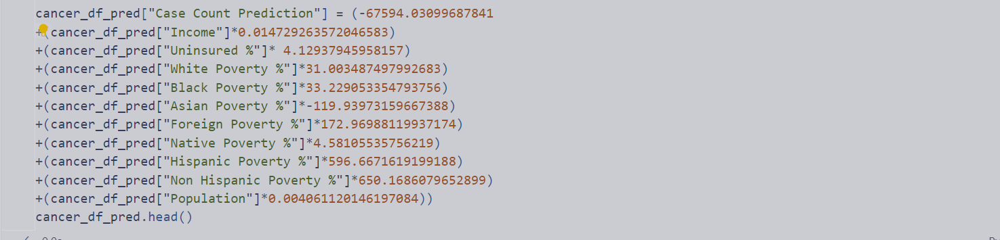 cancer_df_pred["Case Count Prediction"] = (-67594.03099687841
+(cancer_df_pred["Income"]*0.014729263572046583)
+(cancer_df_pred["Uninsured %"]* 4.12937945958157)
+(cancer_df_pred["White Poverty %"]*31.003487497992683)
+(cancer_df_pred["Black Poverty %"]*33.229053354793756)
+(cancer_df_pred["Asian Poverty %"]*-119.93973159667388)
+(cancer_df_pred["Foreign Poverty %"]*172.96988119937174)
+(cancer_df_pred["Native Poverty %"]*4.58105535756219)
+(cancer_df_pred["Hispanic Poverty %"]*596.6671619199188)
+(cancer_df_pred["Non Hispanic Poverty %"]*650.1686079652899)
+(cancer_df_pred["Population"]*0.004061120146197084))
cancer_df_pred.head()